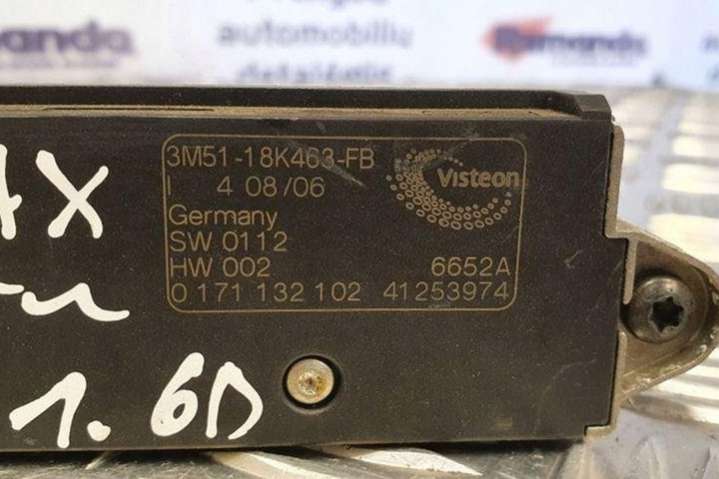 automobilių
detalėtis
3M51-18K463-FB
Visteon
I 4 08/06
Germany
SW 0112
HW 002 6652A
0 171 132 102 41253974
1.6D